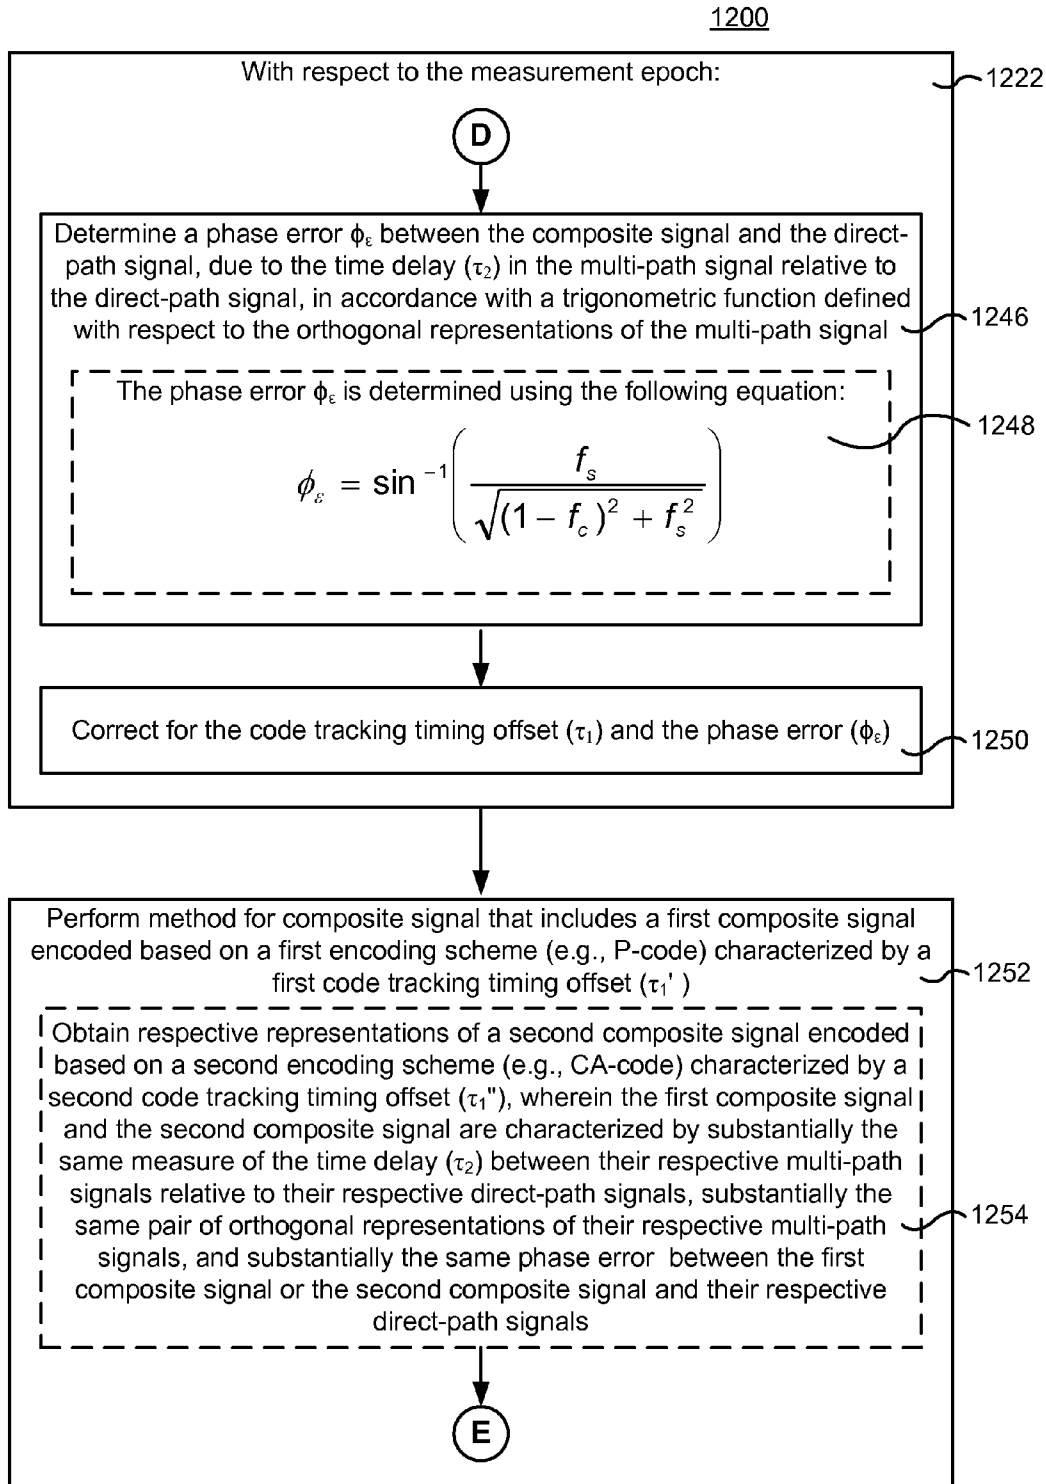 1200
With respect to the measurement epoch:
1222
D
Determine a phase error ϕε between the composite signal and the direct-
path signal, due to the time delay (τ2) in the multi-path signal relative to
the direct-path signal, in accordance with a trigonometric function defined
with respect to the orthogonal representations of the multi-path signal
1246
The phase error ϕε is determined using the following equation:
1248
ϕε = sin⁻¹( fs / √((1 − fc)² + fs²) )
Correct for the code tracking timing offset (τ1) and the phase error (ϕε)
1250
Perform method for composite signal that includes a first composite signal
encoded based on a first encoding scheme (e.g., P-code) characterized by a
first code tracking timing offset (τ1' )
1252
Obtain respective representations of a second composite signal encoded
based on a second encoding scheme (e.g., CA-code) characterized by a
second code tracking timing offset (τ1"), wherein the first composite signal
and the second composite signal are characterized by substantially the
same measure of the time delay (τ2) between their respective multi-path
signals relative to their respective direct-path signals, substantially the
same pair of orthogonal representations of their respective multi-path
signals, and substantially the same phase error between the first
composite signal or the second composite signal and their respective
direct-path signals
1254
E